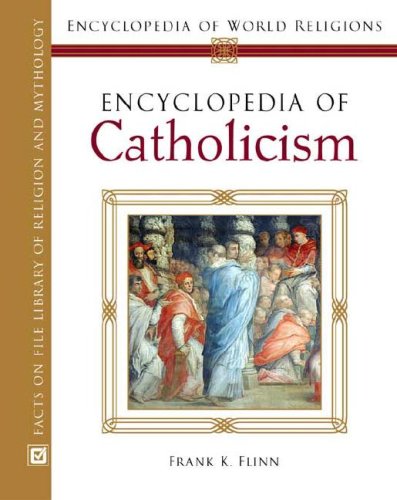 ENCYCLOPEDIA OF WORLD RELIGIONS
ENCYCLOPEDIA OF
Catholicism
FRANK K. FLINN
FACTS ON FILE LIBRARY OF RELIGION AND MYTHOLOGY